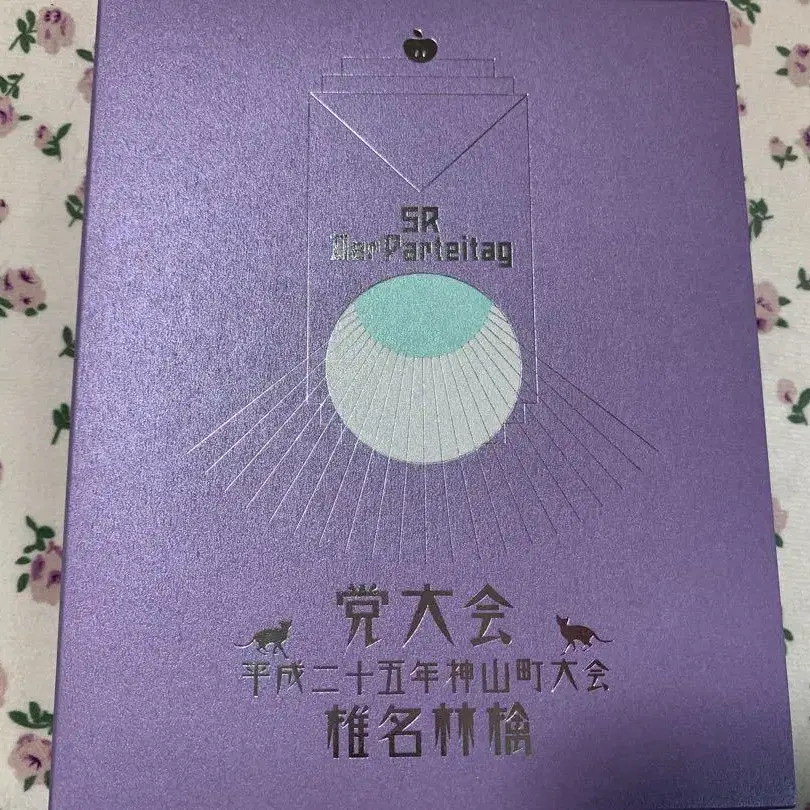 SR
Der Parteitag
党大会
平成二十五年神山町大会
椎名林檎